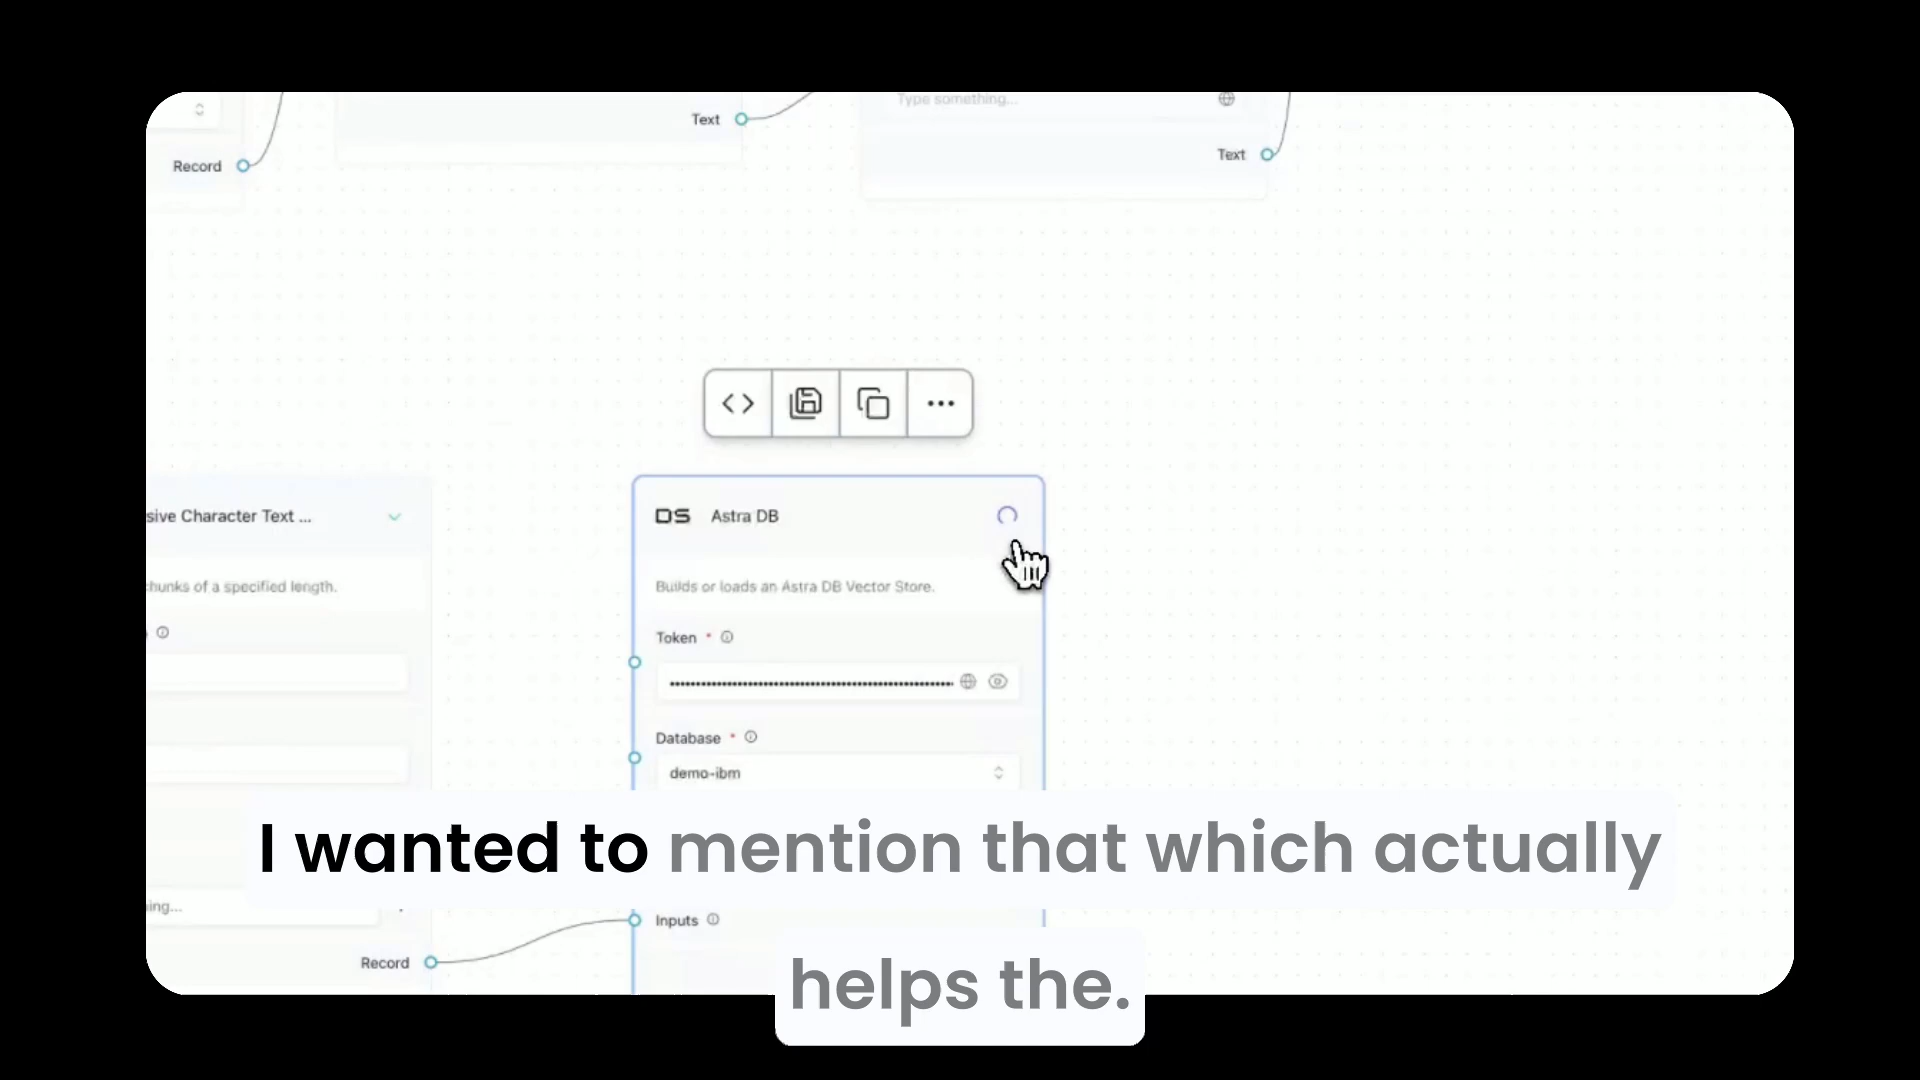 Type something...
Text
Text
Record
DS Astra DB
sive Character Text ...
Builds or loads an Astra DB Vector Store.
hunks of a specified length.
Token *
Database *
demo-ibm
I wanted to mention that which actually
ing...
Inputs
Record
helps the.